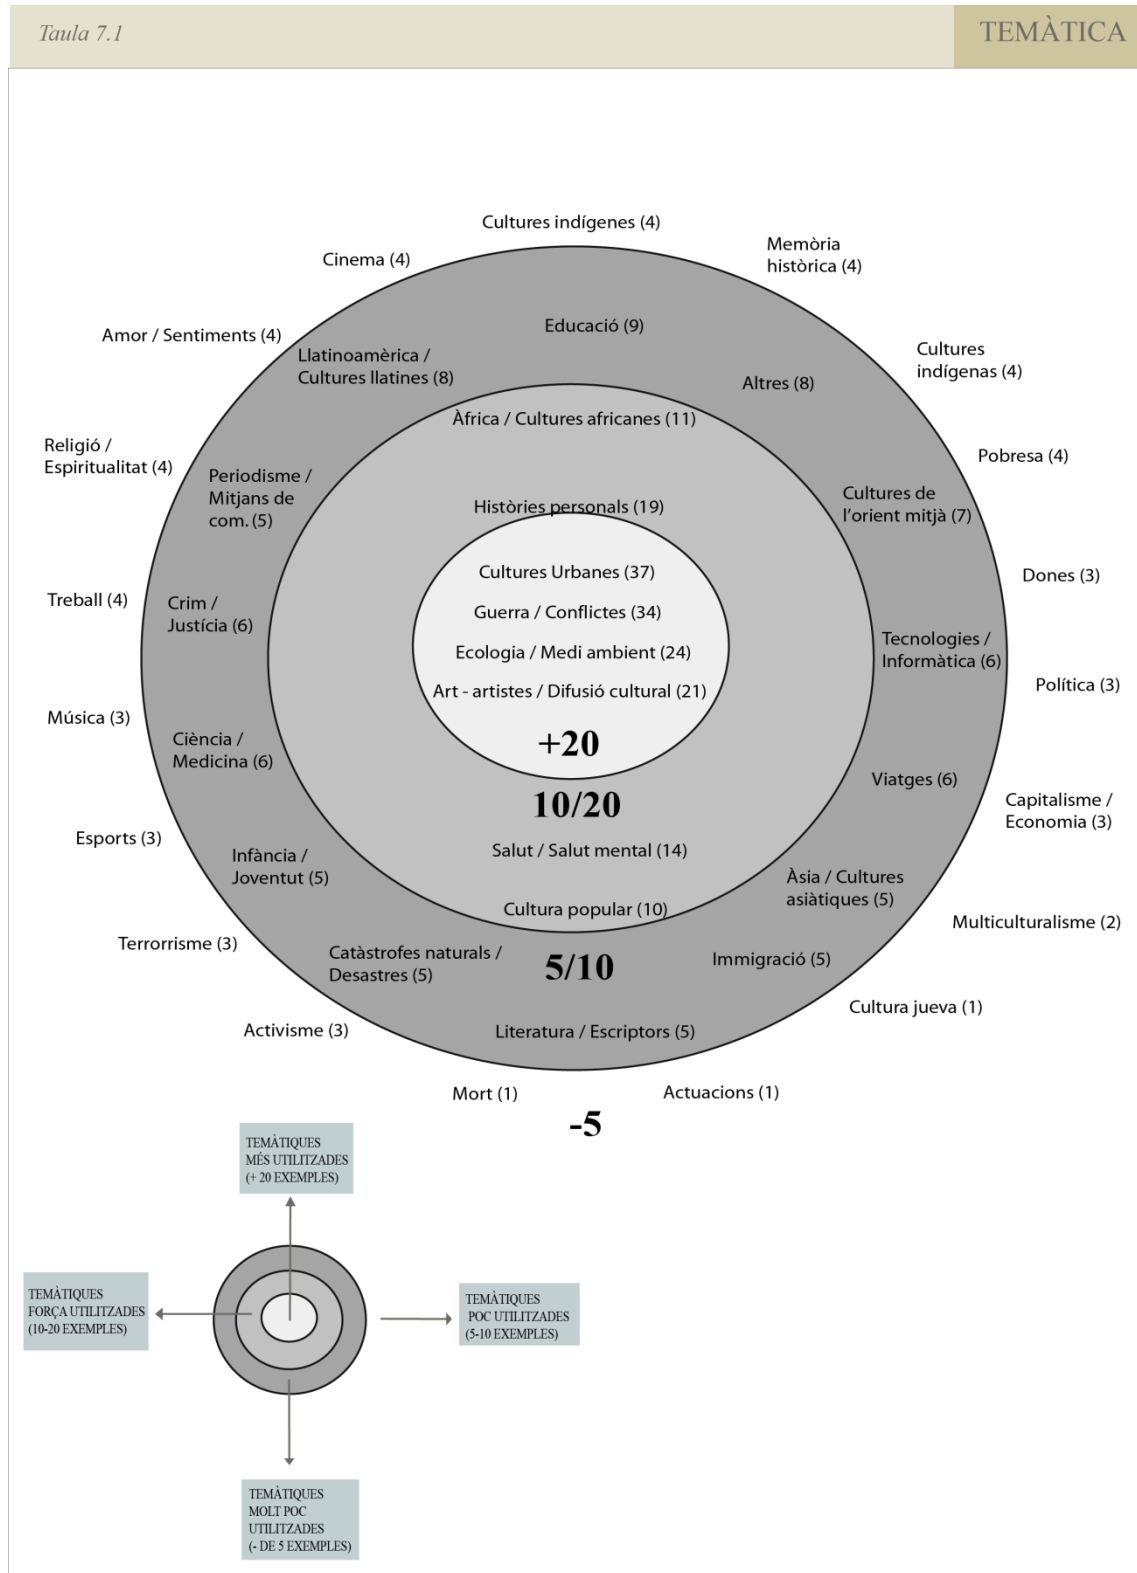 Taula 7.1
TEMÀTICA
Cultures indígenes (4)
Memòria
històrica (4)
Cinema (4)
Educació (9)
Amor / Sentiments (4)
Llatinoamèrica /
Cultures llatines (8)
Altres (8)
Cultures
indígenas (4)
Àfrica / Cultures africanes (11)
Religió /
Espiritualitat (4)
Pobresa (4)
Periodisme /
Mitjans de
com. (5)
Cultures de
l'orient mitjà (7)
Històries personals (19)
Cultures Urbanes (37)
Dones (3)
Treball (4)
Crim /
Justícia (6)
Guerra / Conflictes (34)
Tecnologies /
Informàtica (6)
Ecologia / Medi ambient (24)
Política (3)
Art - artistes / Difusió cultural (21)
Música (3)
Ciència /
Medicina (6)
+20
Viatges (6)
10/20
Capitalisme /
Economia (3)
Esports (3)
Infància /
Joventut (5)
Salut / Salut mental (14)
Àsia / Cultures
asiàtiques (5)
Cultura popular (10)
Multiculturalisme (2)
Terrorrisme (3)
Catàstrofes naturals /
Desastres (5)
5/10
Immigració (5)
Cultura jueva (1)
Activisme (3)
Literatura / Escriptors (5)
Mort (1)
Actuacions (1)
-5
TEMÀTIQUES
MÉS UTILITZADES
(+ 20 EXEMPLES)
TEMÀTIQUES
FORÇA UTILITZADES
(10-20 EXEMPLES)
TEMÀTIQUES
POC UTILITZADES
(5-10 EXEMPLES)
TEMÀTIQUES
MOLT POC
UTILITZADES
(- DE 5 EXEMPLES)